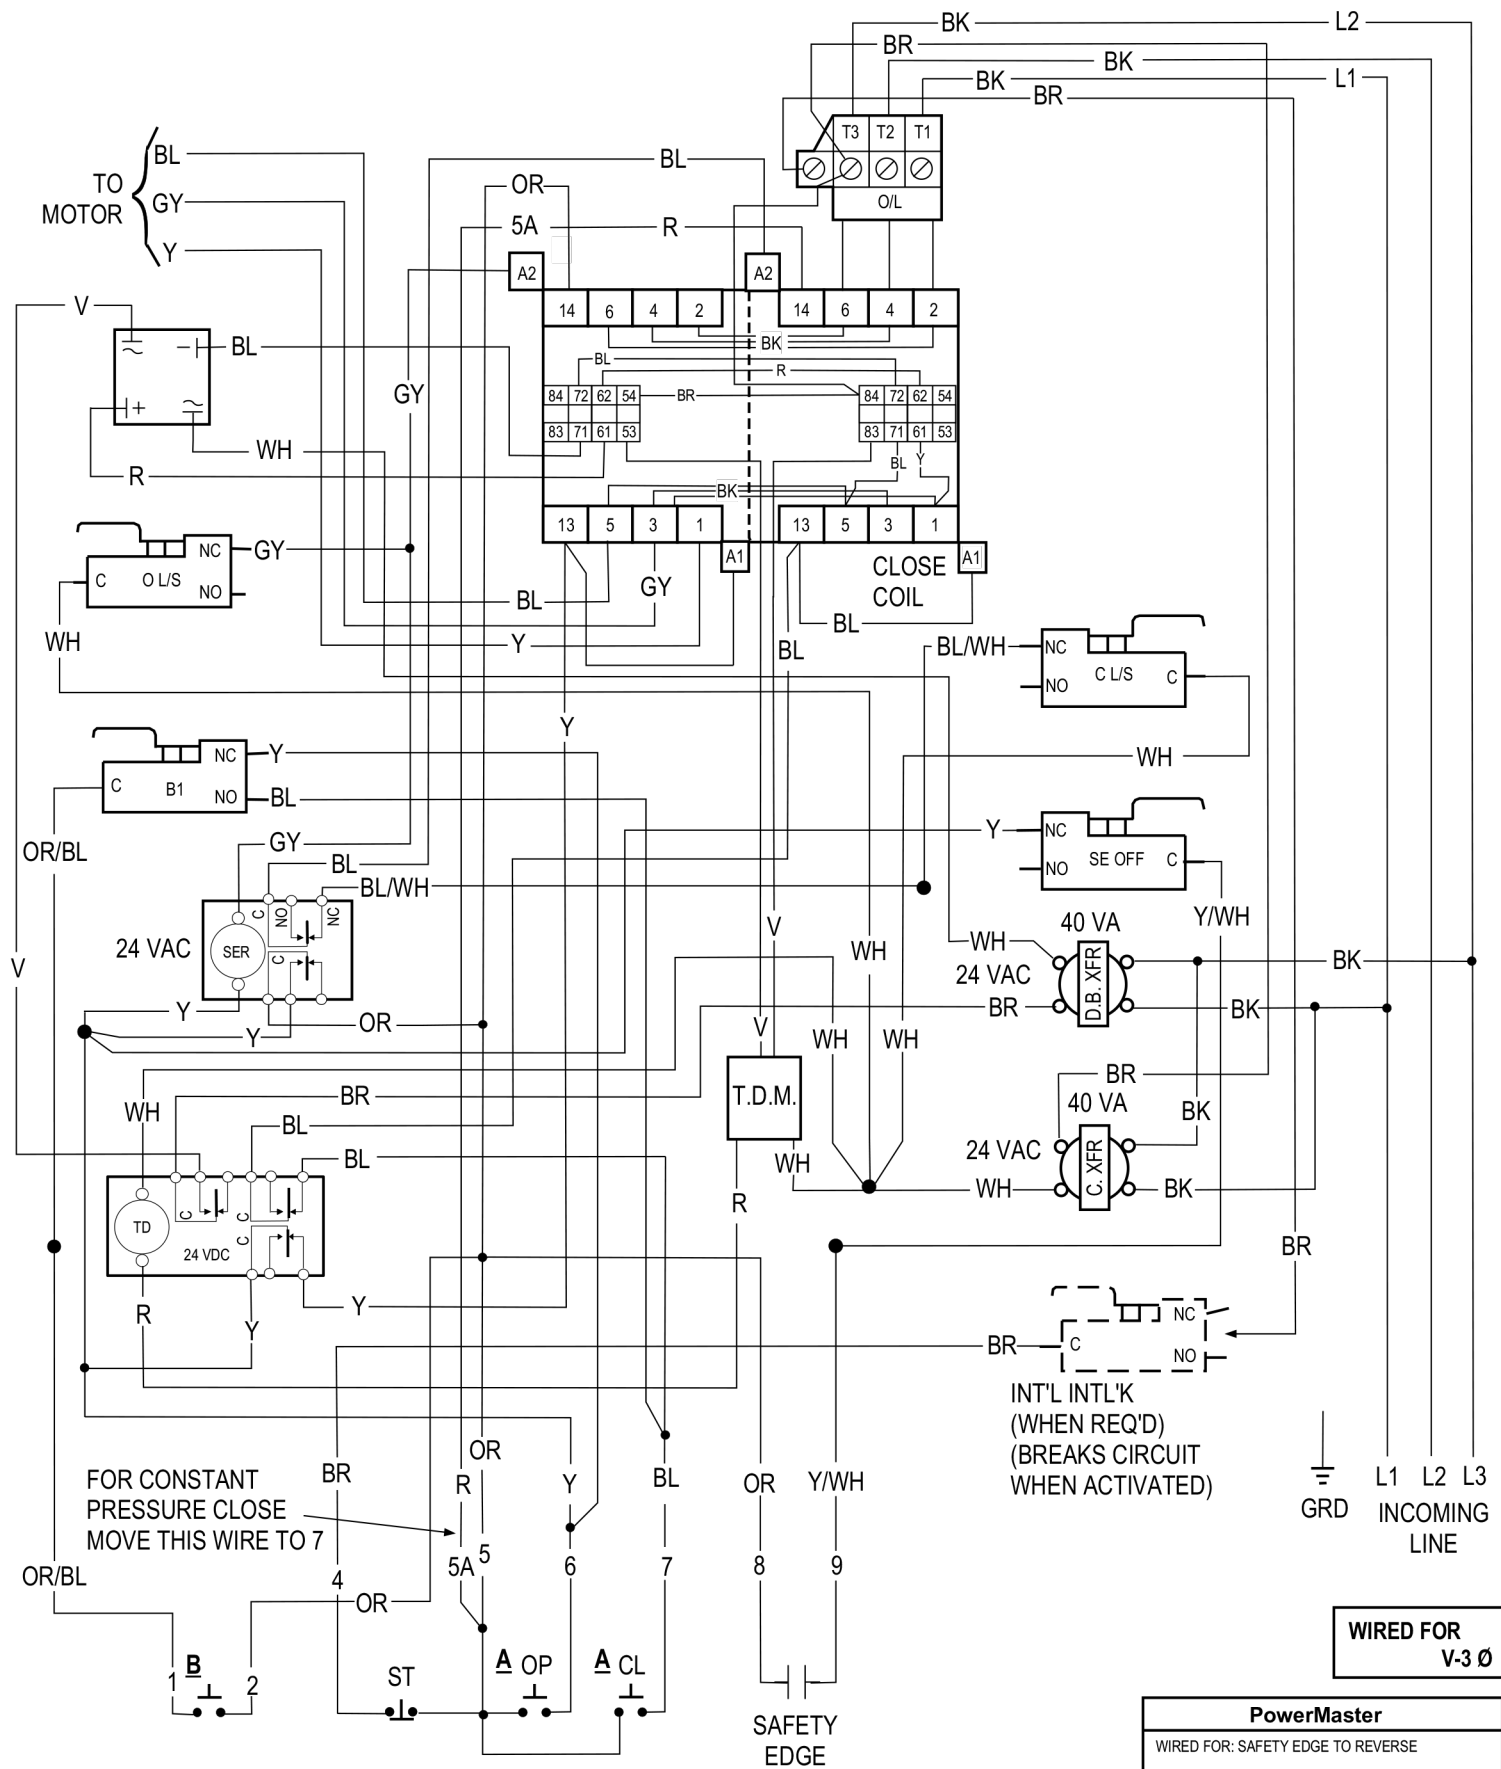 BK L2
BR
BK
BK L1
BR
T3 T2 T1
O/L
TO
MOTOR
BL
GY
Y
BL
OR
5A R
A2 A2
14 6 4 2 14 6 4 2
BK
BL
R
84 72 62 54 BR 84 72 62 54
83 71 61 53 83 71 61 53
BL Y
BK
13 5 3 1 13 5 3 1
A1 A1
CLOSE
COIL
V
BL
GY
WH
R
NC GY
C O L/S
NO
WH
BL
GY
Y
BL
BL
Y
BL/WH NC
C L/S C
NO
WH
NC Y
C B1
NO BL
OR/BL
GY
BL
BL/WH
Y NC
SE OFF C
NO
Y/WH
24 VAC
SER
C NO NC
C
Y
Y
OR
V
V
WH
40 VA
WH
24 VAC
D.B. XFR
BR
BK
BK
V
WH WH
T.D.M.
WH
R
WH
BR
BL
BL
BR
40 VA
BK
24 VAC
C. XFR
WH
BK
TD
C C
C
24 VDC
R
Y
Y
BR
BR
NC
C
NO
INT'L INTL'K
(WHEN REQ'D)
(BREAKS CIRCUIT
WHEN ACTIVATED)
GRD
L1 L2 L3
INCOMING
LINE
FOR CONSTANT
PRESSURE CLOSE
MOVE THIS WIRE TO 7
BR
R
OR
Y
BL
OR
Y/WH
OR/BL
4 5A 5 6 7 8 9
OR
1 B 2
ST
A OP
A CL
SAFETY
EDGE
WIRED FOR
V-3 Ø
PowerMaster
WIRED FOR: SAFETY EDGE TO REVERSE